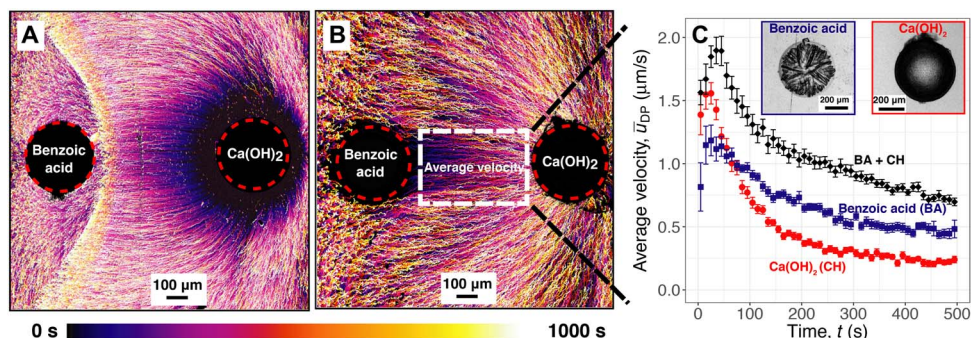 A
Benzoic
acid
Ca(OH)2
100 µm
B
Benzoic
acid
Average velocity
Ca(OH)2
100 µm
0 s
1000 s
C
Average velocity, ūDP (µm/s)
2.0
1.5
1.0
0.5
0.0
Benzoic acid
200 µm
Ca(OH)2
200 µm
BA + CH
Benzoic acid (BA)
Ca(OH)2 (CH)
0 100 200 300 400 500
Time, t (s)